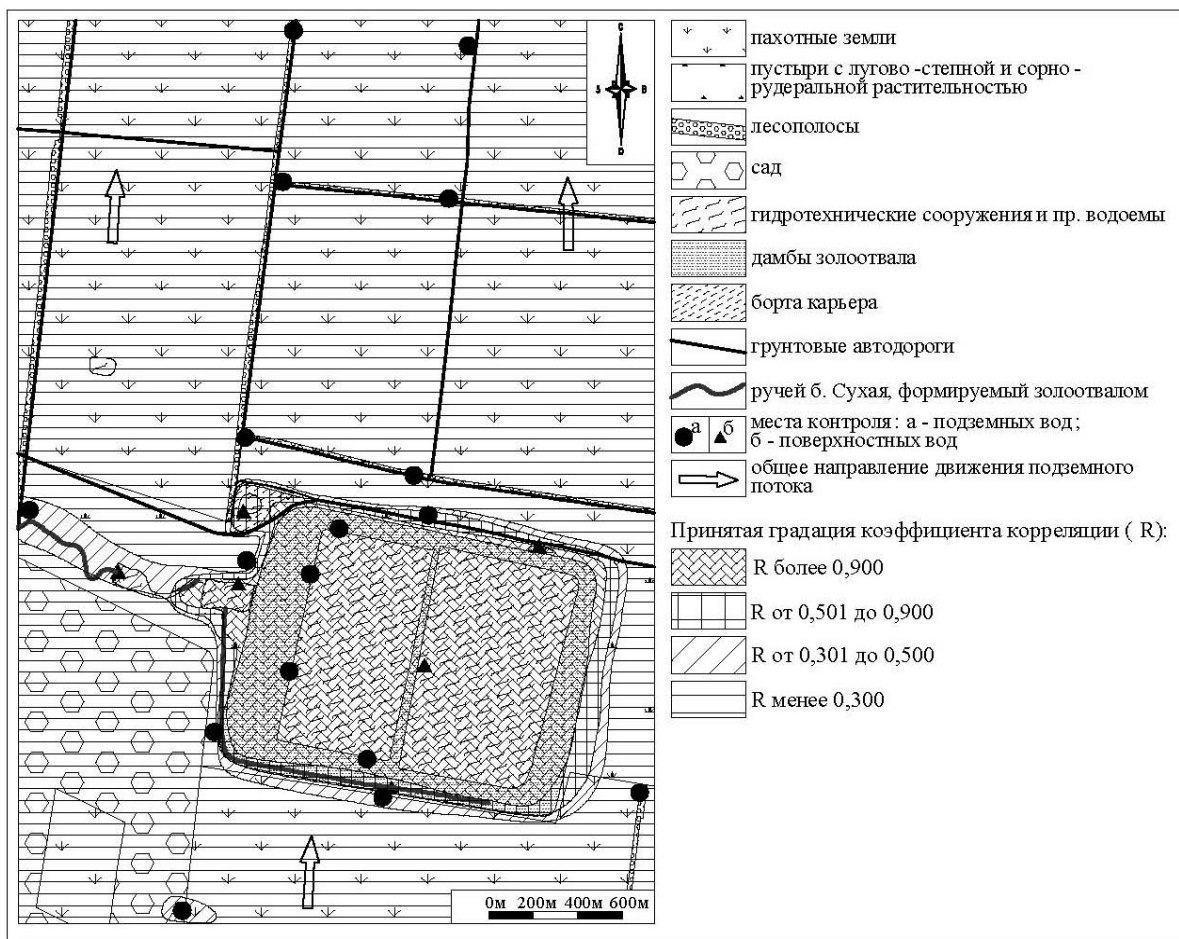 С
З В
Ю
0м 200м 400м 600м
пахотные земли
пустыри с лугово -степной и сорно -
рудеральной растительностью
лесополосы
сад
гидротехнические сооружения и пр. водоемы
дамбы золоотвала
борта карьера
грунтовые автодороги
ручей б. Сухая, формируемый золоотвалом
а б
места контроля: а - подземных вод;
б - поверхностных вод
общее направление движения подземного
потока
Принятая градация коэффициента корреляции ( R):
R более 0,900
R от 0,501 до 0,900
R от 0,301 до 0,500
R менее 0,300